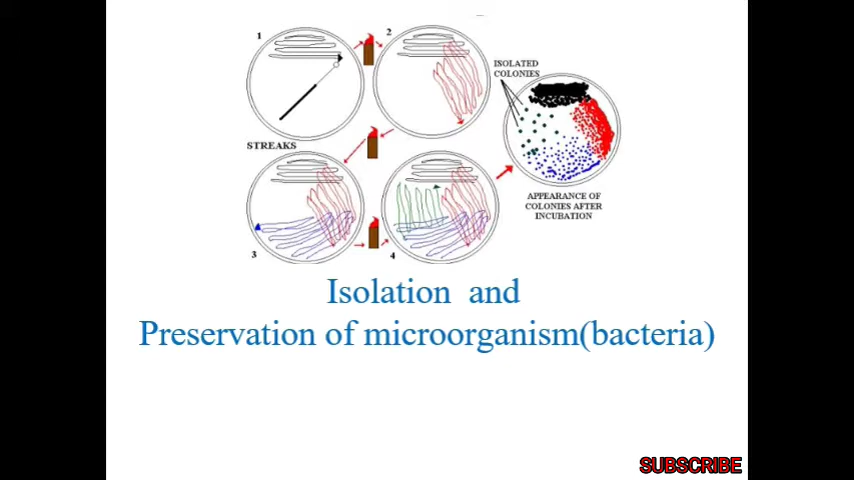 1
2
ISOLATED
COLONIES
STREAKS
3
4
APPEARANCE OF
COLONIES AFTER
INCUBATION
Isolation and
Preservation of microorganism(bacteria)
SUBSCRIBE